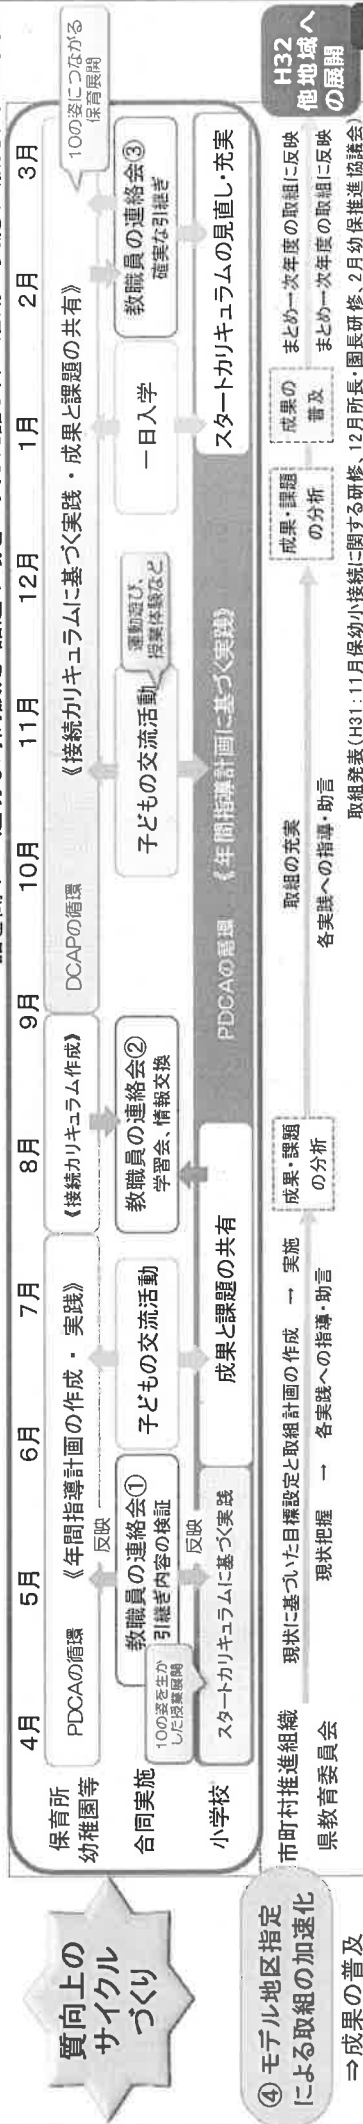 質向上の
サイクル
づくり
4月 5月 6月 7月 8月 9月 10月 11月 12月 1月 2月 3月
保育所
幼稚園等
PDCAの循環 《年間指導計画の作成・実践》
《接続カリキュラム作成》
DCAPの循環 《接続カリキュラムに基づく実践・成果と課題の共有》
10の姿につながる
保育展開
反映
合同実施
教職員の連絡会①
引継ぎ内容の検証
子どもの交流活動
教職員の連絡会②
学習会、情報交換
子どもの交流活動
運動遊び、
授業体験など
一日入学
教職員の連絡会③
確実な引継ぎ
10の姿を生か
した授業展開
反映
小学校
スタートカリキュラムに基づく実践
成果と課題の共有
PDCAの循環 《年間指導計画に基づく実践》
スタートカリキュラムの見直し・充実
④ モデル地区指定
による取組の加速化
⇒成果の普及
市町村推進組織
現状に基づいた目標設定と取組計画の作成 → 実施
県教育委員会
現状把握 → 各実践への指導・助言
成果・課題
の分析
取組の充実
各実践への指導・助言
成果・課題
の分析
成果の
普及
まとめ→次年度の取組に反映
まとめ→次年度の取組に反映
H32
他地域へ
の展開
取組発表(H31:11月保幼小接続に関する研修、12月所長・園長研修、2月幼保推進協議会)